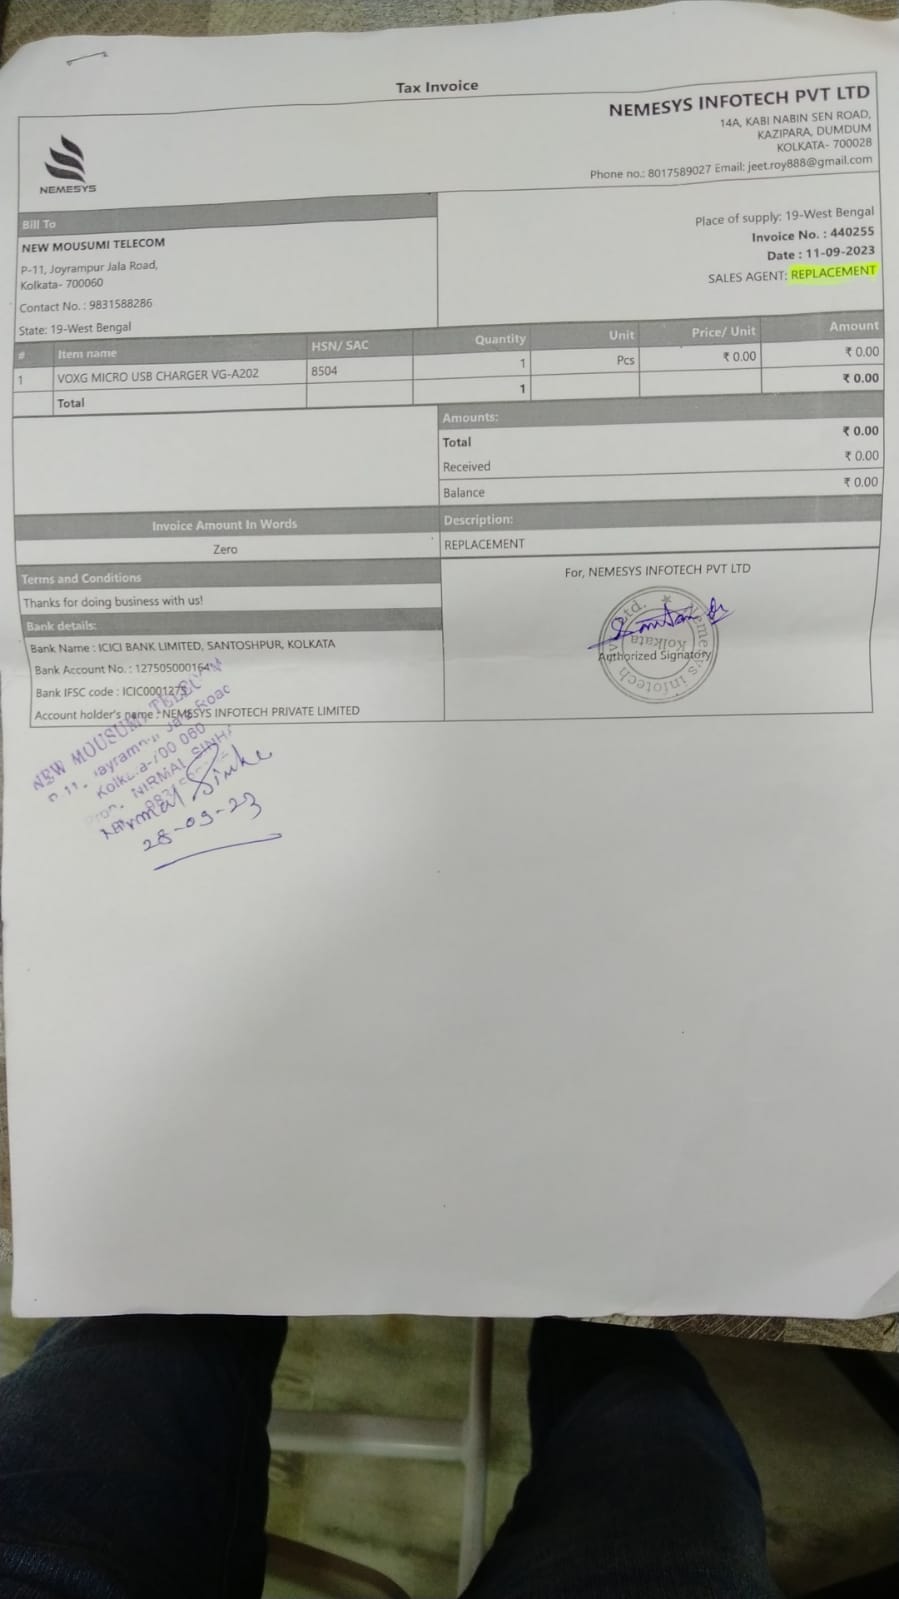 Tax Invoice
NEMESYS INFOTECH PVT LTD
14A, KABI NABIN SEN ROAD,
KAZIPARA, DUMDUM
KOLKATA- 700028
Phone no.: 8017589027 Email: jeet.roy888@gmail.com
NEMESYS
Bill To
NEW MOUSUMI TELECOM
P-11, Joyrampur Jala Road,
Kolkata- 700060
Contact No. : 9831588286
State: 19-West Bengal
Place of supply: 19-West Bengal
Invoice No. : 440255
Date : 11-09-2023
SALES AGENT: REPLACEMENT
# Item name HSN/ SAC Quantity Unit Price/ Unit Amount
1 VOXG MICRO USB CHARGER VG-A202 8504 1 Pcs ₹ 0.00 ₹ 0.00
Total 1 ₹ 0.00
Amounts:
Total ₹ 0.00
Received ₹ 0.00
Balance ₹ 0.00
Invoice Amount In Words
Zero
Description:
REPLACEMENT
Terms and Conditions
Thanks for doing business with us!
Bank details:
Bank Name : ICICI BANK LIMITED, SANTOSHPUR, KOLKATA
Bank Account No. : 127505000164
Bank IFSC code : ICIC0001275
Account holder's name : NEMESYS INFOTECH PRIVATE LIMITED
For, NEMESYS INFOTECH PVT LTD
Authorized Signatory
Nemesys Infotech Pvt. Ltd.
Kolkata
NEW MOUSUMI TELECOM
Kolkata-700 060
NIRMAL SINHA
Nirmal Sinha
28-09-23